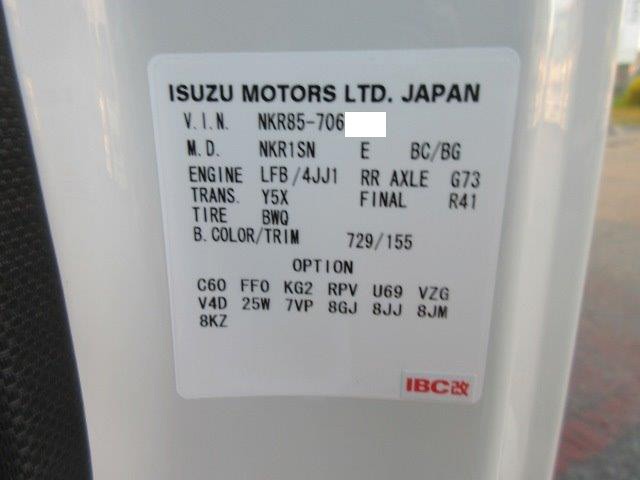 ISUZU MOTORS LTD. JAPAN
V.I.N. NKR85-706
M.D. NKR1SN E BC/BG
ENGINE LFB/4JJ1 RR AXLE G73
TRANS. Y5X FINAL R41
TIRE BWQ
B.COLOR/TRIM 729/155
OPTION
C60 FF0 KG2 RPV U69 VZG
V4D 25W 7VP 8GJ 8JJ 8JM
8KZ
IBC改